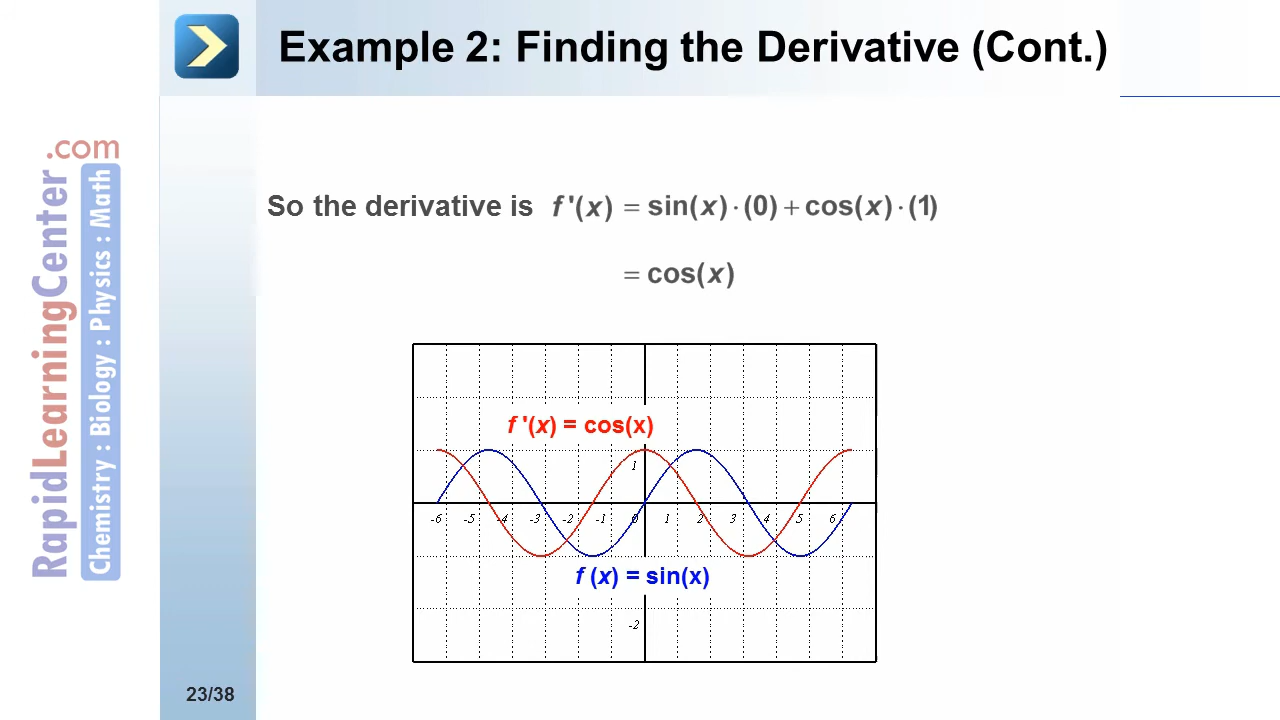 Example 2: Finding the Derivative (Cont.)
RapidLearningCenter.com
Chemistry : Biology : Physics : Math
So the derivative is f '(x) = sin(x) · (0) + cos(x) · (1)
= cos(x)
f '(x) = cos(x)
1
-6 -5 -4 -3 -2 -1 0 1 2 3 4 5 6
f (x) = sin(x)
-2
23/38